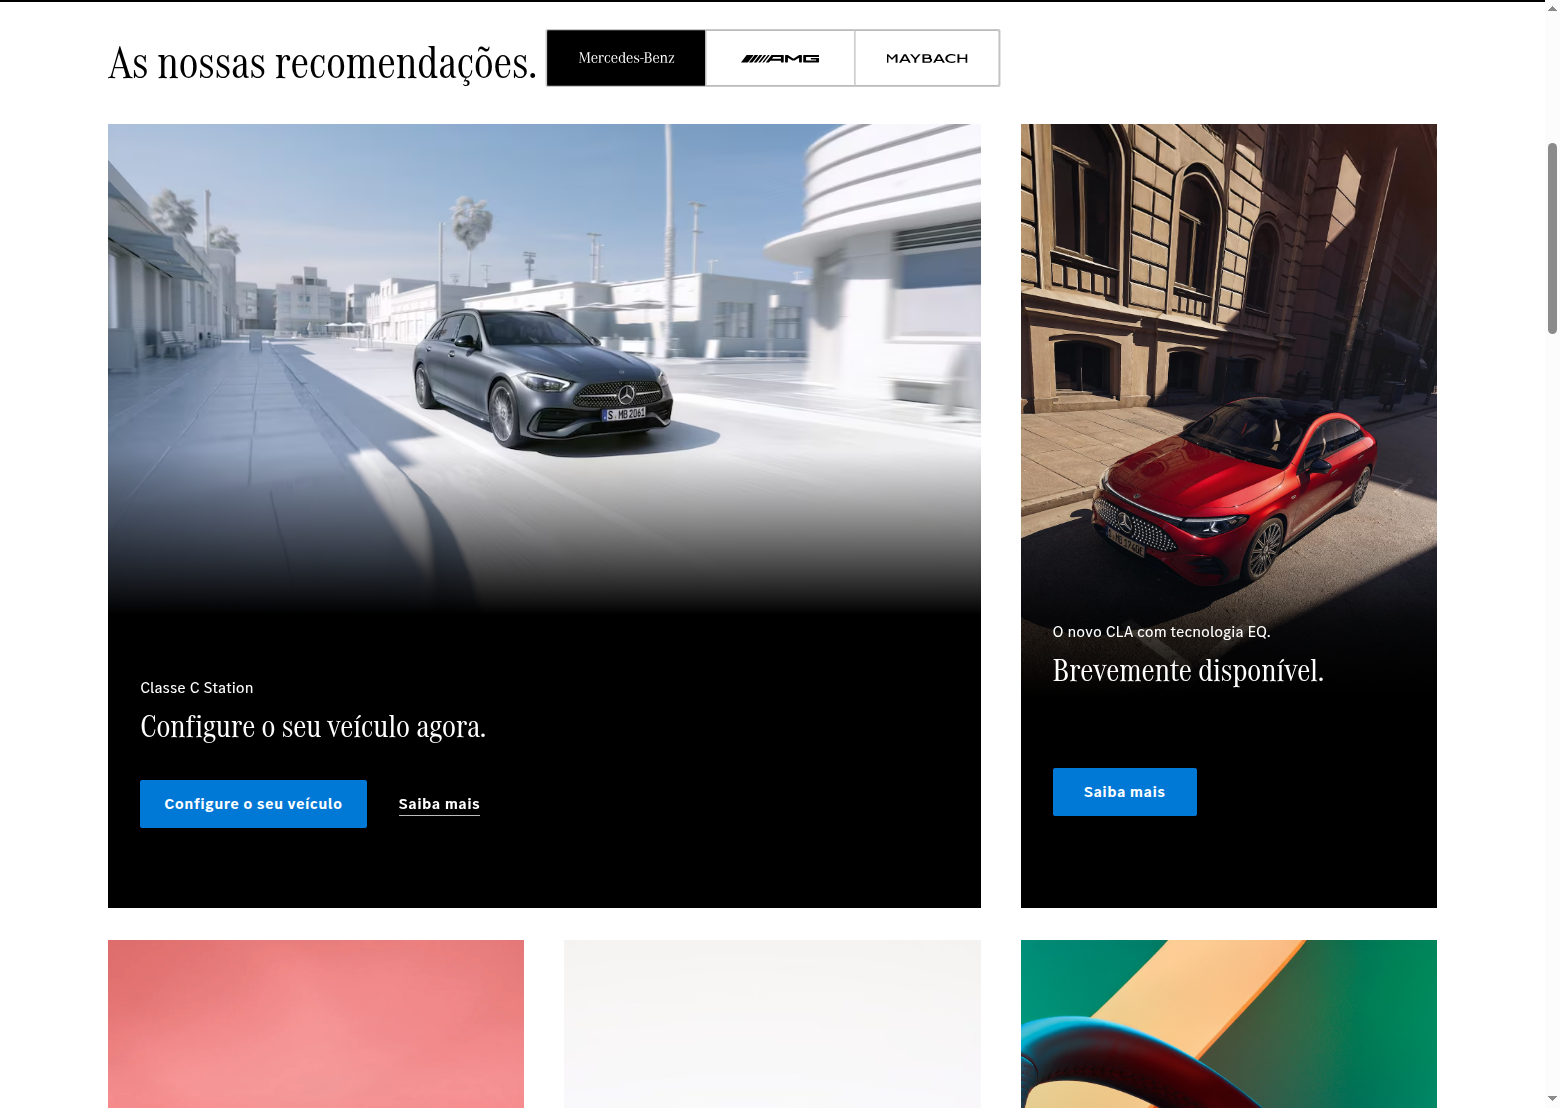 As nossas recomendações.
Mercedes-Benz
AMG
MAYBACH
S MB 2061
Classe C Station
Configure o seu veículo agora.
Configure o seu veículo
Saiba mais
O novo CLA com tecnologia EQ.
Brevemente disponível.
Saiba mais